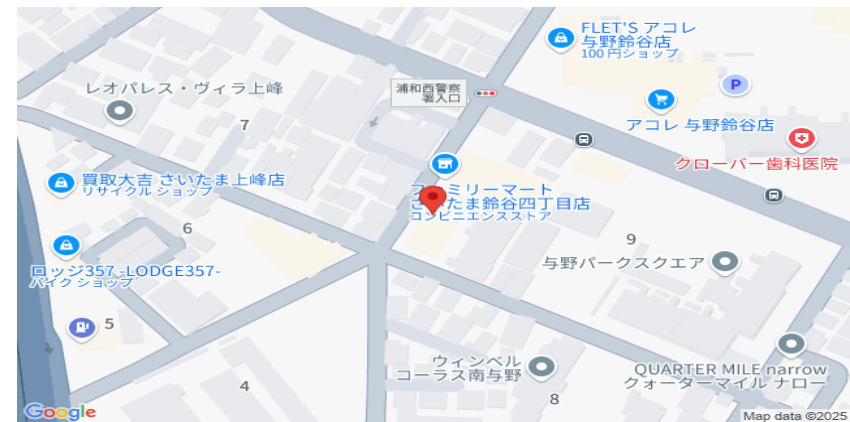 FLET'S アコレ
与野鈴谷店
100 円ショップ
レオパレス・ヴィラ上峰
浦和西警察
署入口
P
アコレ 与野鈴谷店
7
クローバー歯科医院
買取大吉 さいたま上峰店
リサイクル ショップ
ファミリーマート
さいたま鈴谷四丁目店
コンビニエンスストア
6
9
与野パークスクエア
ロッジ357 -LODGE357-
バイク ショップ
5
ウィンベル
コーラス南与野
QUARTER MILE narrow
クォーターマイル ナロー
4
8
Google
Map data ©2025